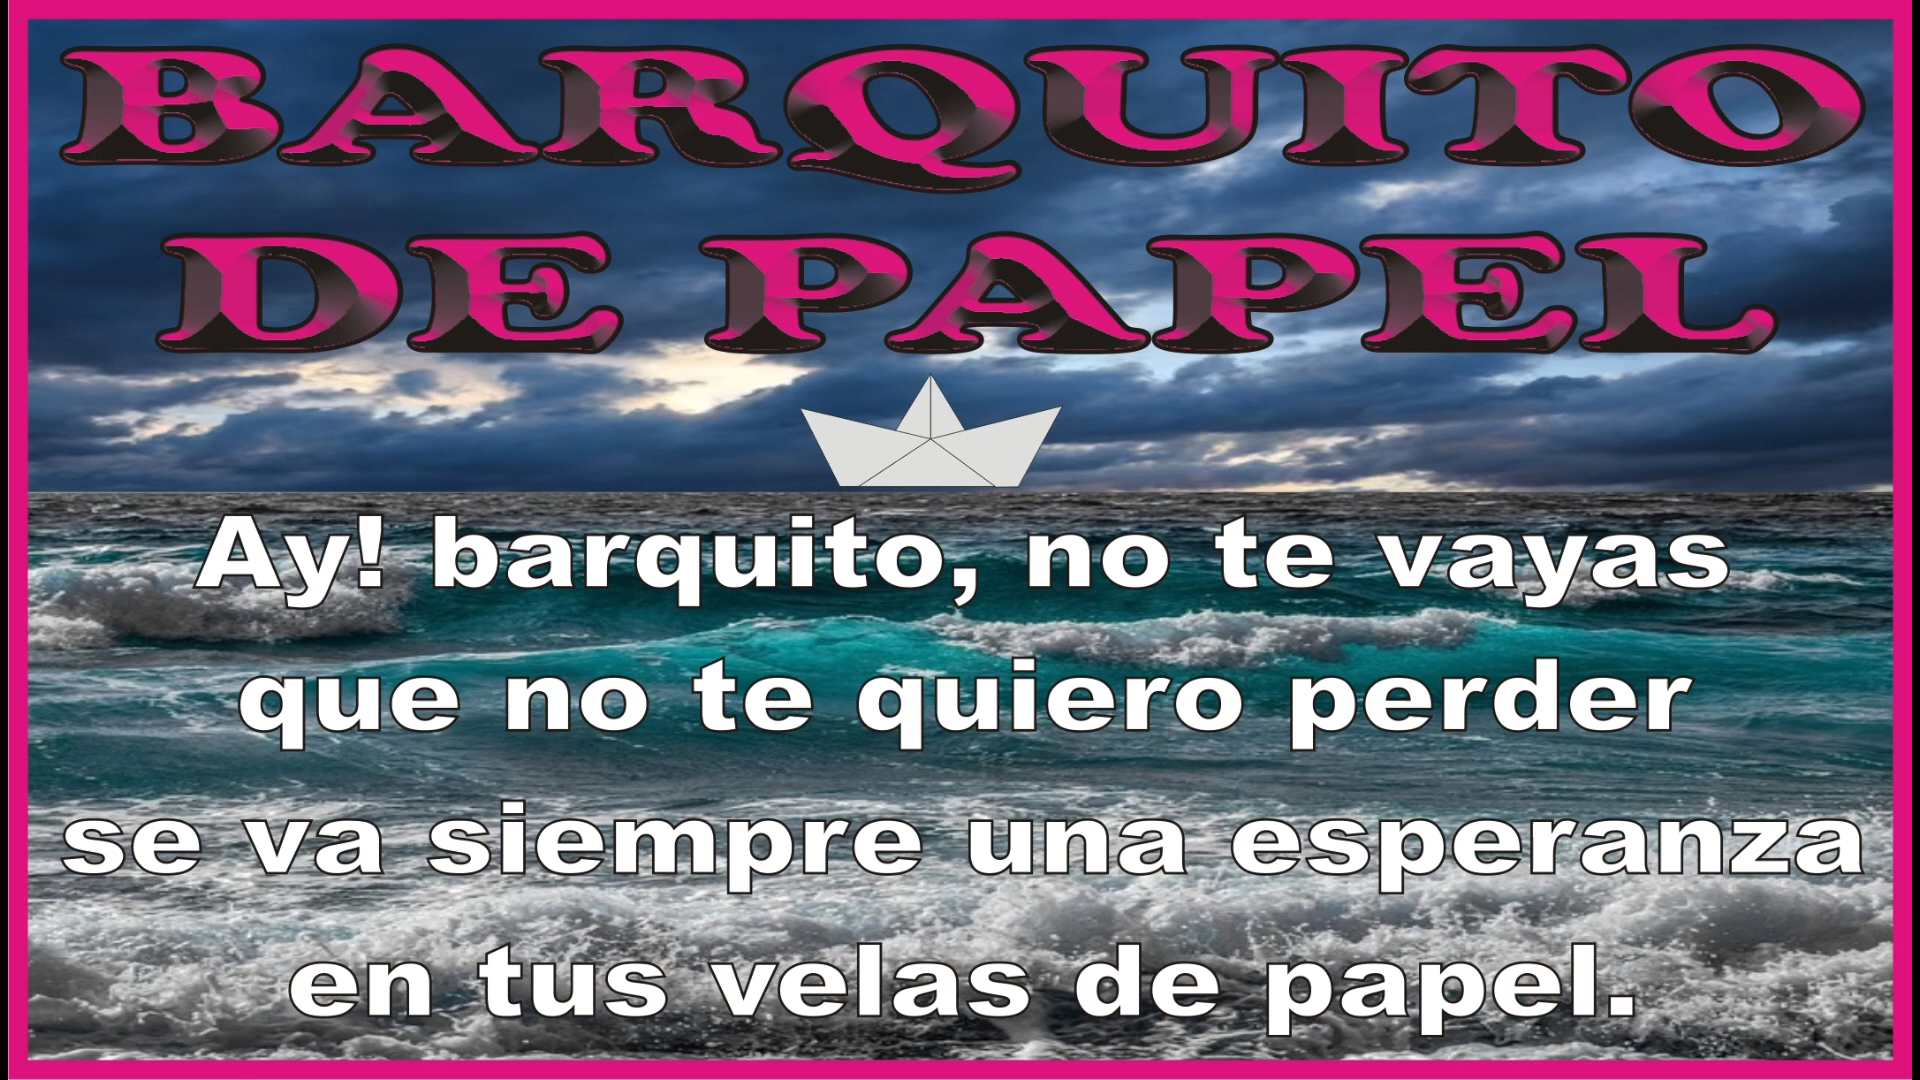 BARQUITO
DE PAPEL
Ay! barquito, no te vayas
que no te quiero perder
se va siempre una esperanza
en tus velas de papel.